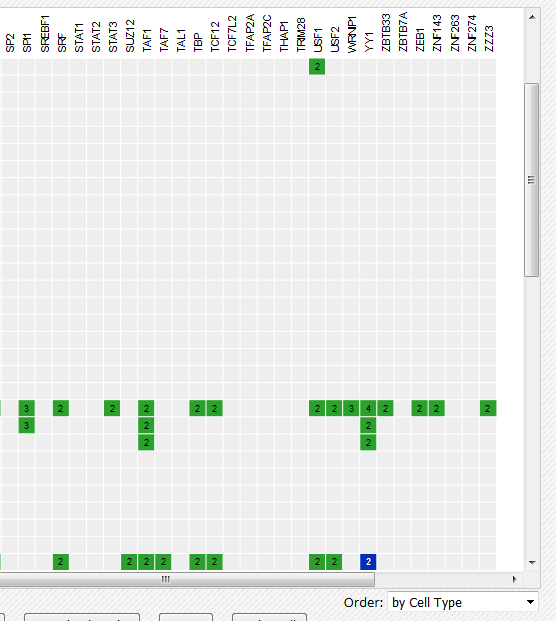 SP2
SPI1
SREBF1
SRF
STAT1
STAT2
STAT3
SUZ12
TAF1
TAF7
TAL1
TBP
TCF12
TCF7L2
TFAP2A
TFAP2C
THAP1
TRIM28
USF1
USF2
WRNIP1
YY1
ZBTB33
ZBTB7A
ZEB1
ZNF143
ZNF263
ZNF274
ZZZ3
2
3 2 2 2 2 2 2 2 3 4 2 2 2 2
3 2 2
2 2
2 2 2 2 2 2 2 2 2
Order: by Cell Type